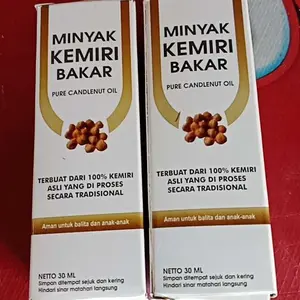 MINYAK
KEMIRI
BAKAR
PURE CANDLENUT OIL
TERBUAT DARI 100% KEMIRI
ASLI YANG DI PROSES
SECARA TRADISIONAL
Aman untuk balita dan anak-anak
NETTO 30 ML
Simpan ditempat sejuk dan kering
Hindari sinar matahari langsung
MINYAK
KEMIRI
BAKAR
PURE CANDLENUT OIL
TERBUAT DARI 100% KEMIRI
ASLI YANG DI PROSES
SECARA TRADISIONAL
Aman untuk balita dan anak-anak
NETTO 30 ML
Simpan ditempat sejuk dan kering
Hindari sinar matahari langsung